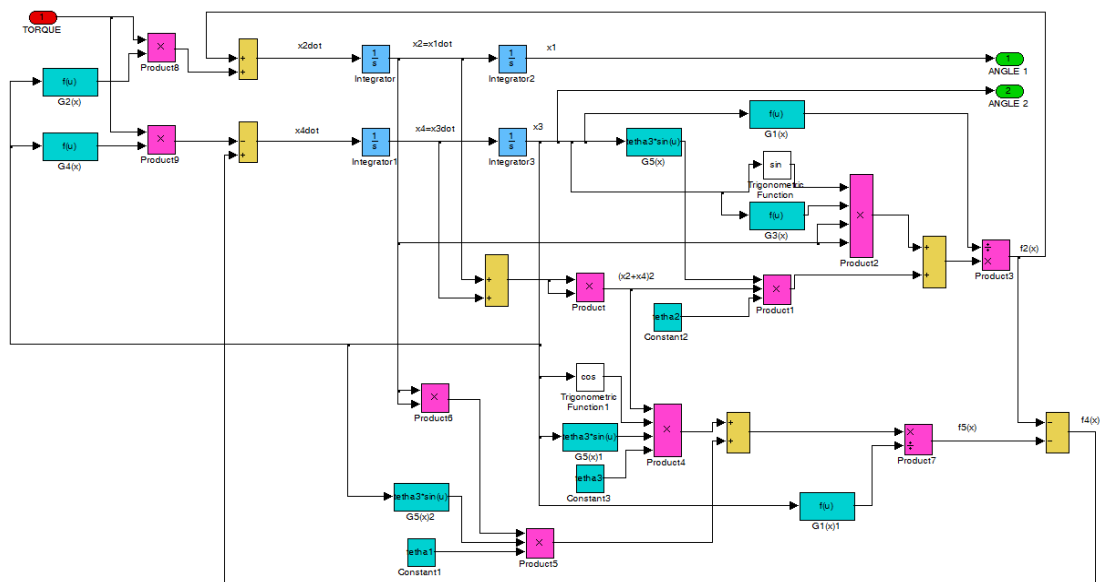 1
TORQUE
×
Product8
f(u)
G2(x)
f(u)
G4(x)
×
Product9
+
+
x2dot
1
s
Integrator
x2=x1dot
1
s
Integrator2
x1
1
ANGLE 1
2
ANGLE 2
−
+
x4dot
1
s
Integrator1
x4=x3dot
1
s
Integrator3
x3
tetha3*sin(u)
G5(x)
f(u)
G1(x)
sin
Trigonometric
Function
f(u)
G3(x)
×
Product2
+
+
÷
×
Product3
f2(x)
+
+
×
Product
(x2+x4)2
tetha2
Constant2
×
Product1
×
Product6
cos
Trigonometric
Function1
tetha3*sin(u)
G5(x)1
tetha3
Constant3
×
Product4
+
+
×
÷
Product7
f5(x)
−
−
f4(x)
tetha3*sin(u)
G5(x)2
tetha1
Constant1
×
Product5
f(u)
G1(x)1